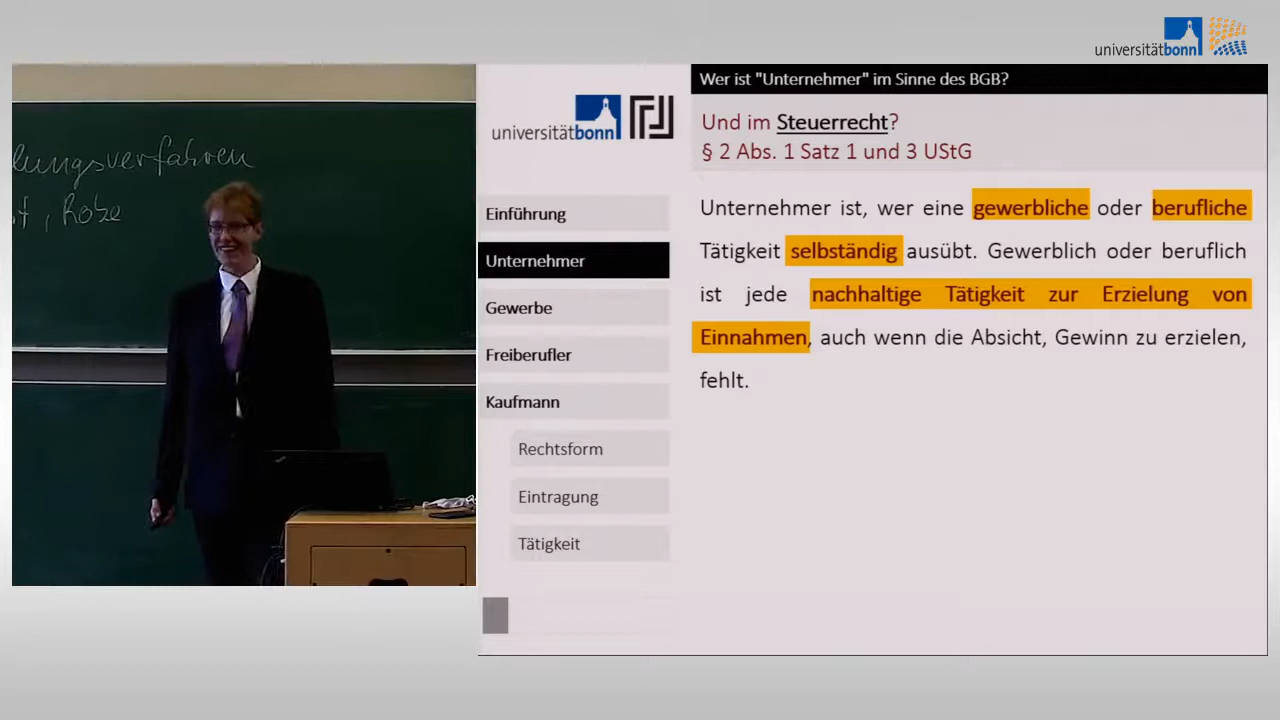 universitätbonn
lungsverfahren
, Robe
universitätbonn
Einführung
Unternehmer
Gewerbe
Freiberufler
Kaufmann
Rechtsform
Eintragung
Tätigkeit
Wer ist "Unternehmer" im Sinne des BGB?
Und im Steuerrecht?
§ 2 Abs. 1 Satz 1 und 3 UStG
Unternehmer ist, wer eine gewerbliche oder berufliche
Tätigkeit selbständig ausübt. Gewerblich oder beruflich
ist jede nachhaltige Tätigkeit zur Erzielung von
Einnahmen, auch wenn die Absicht, Gewinn zu erzielen,
fehlt.